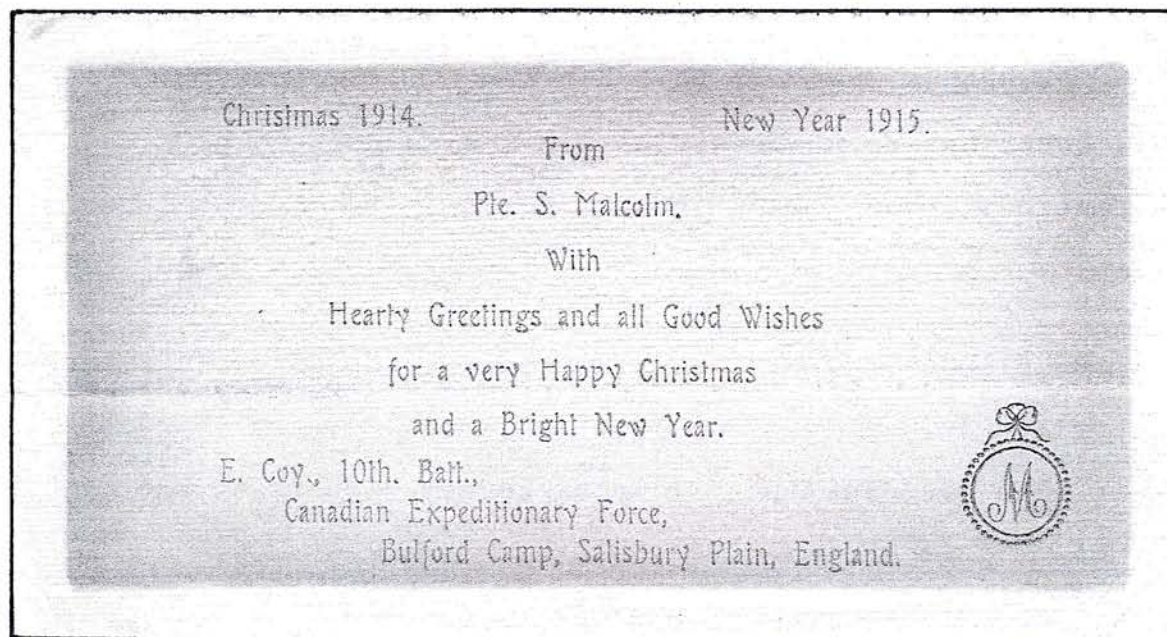 Christmas 1914. New Year 1915.
From
Pte. S. Malcolm.
With
Hearty Greetings and all Good Wishes
for a very Happy Christmas
and a Bright New Year.
E. Coy., 10th. Batt.,
Canadian Expeditionary Force,
Bulford Camp, Salisbury Plain, England.
M